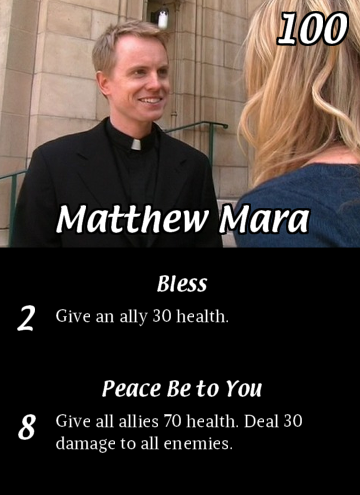 100
Matthew Mara
Bless
2
Give an ally 30 health.
Peace Be to You
8
Give all allies 70 health. Deal 30
damage to all enemies.